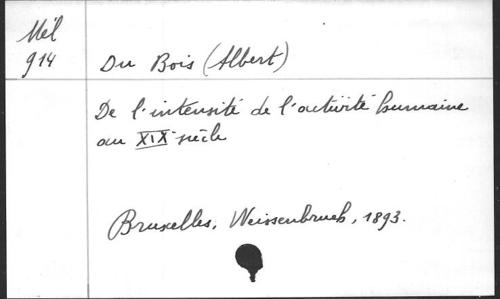 Mél
914
Du Bois (Albert)
De l'intensité de l'activité humaine
au XIX siècle
Bruxelles, Weissenbruch, 1893.